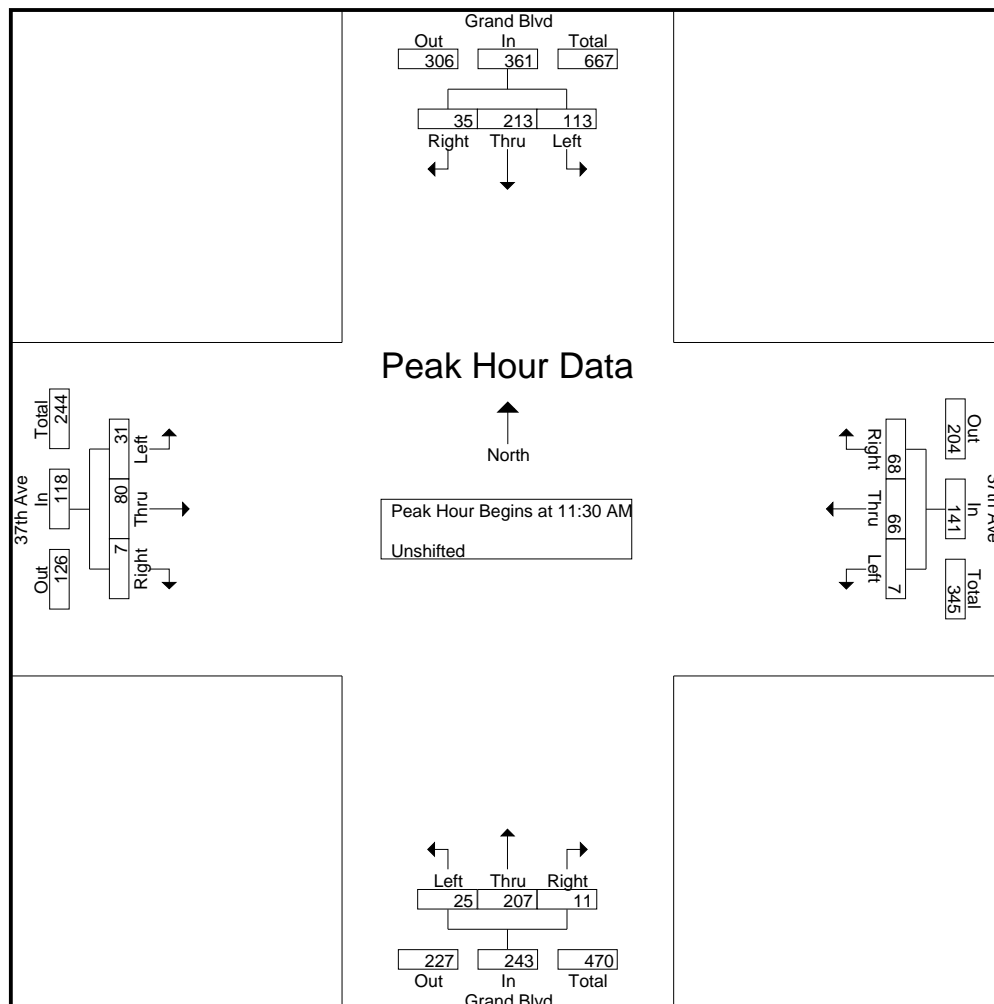 Grand Blvd
Out In Total
306 361 667
35 213 113
Right Thru Left
Peak Hour Data
North
Peak Hour Begins at 11:30 AM
Unshifted
37th Ave
Total In Out
244 118 126
31 80 7
Left Thru Right
37th Ave
Out In Total
204 141 345
68 66 7
Right Thru Left
Left Thru Right
25 207 11
227 243 470
Out In Total
Grand Blvd